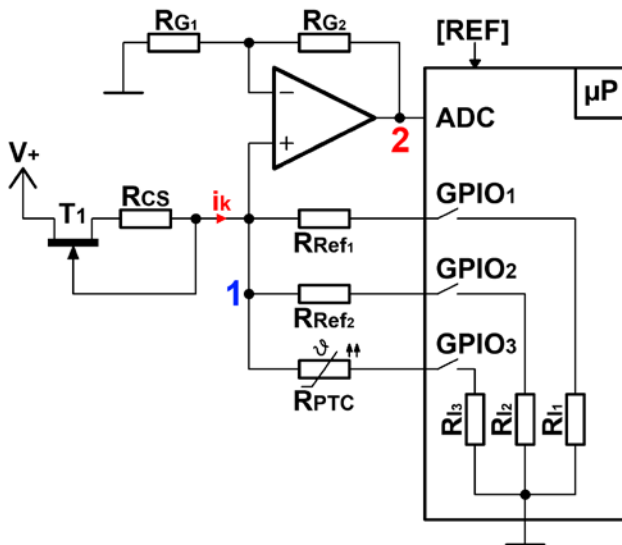 RG1
RG2
[REF]
µP
−
+
2
ADC
V+
T1
RCS
ik
GPIO1
RRef1
1
GPIO2
RRef2
GPIO3
ϑ
RPTC
RI3
RI2
RI1